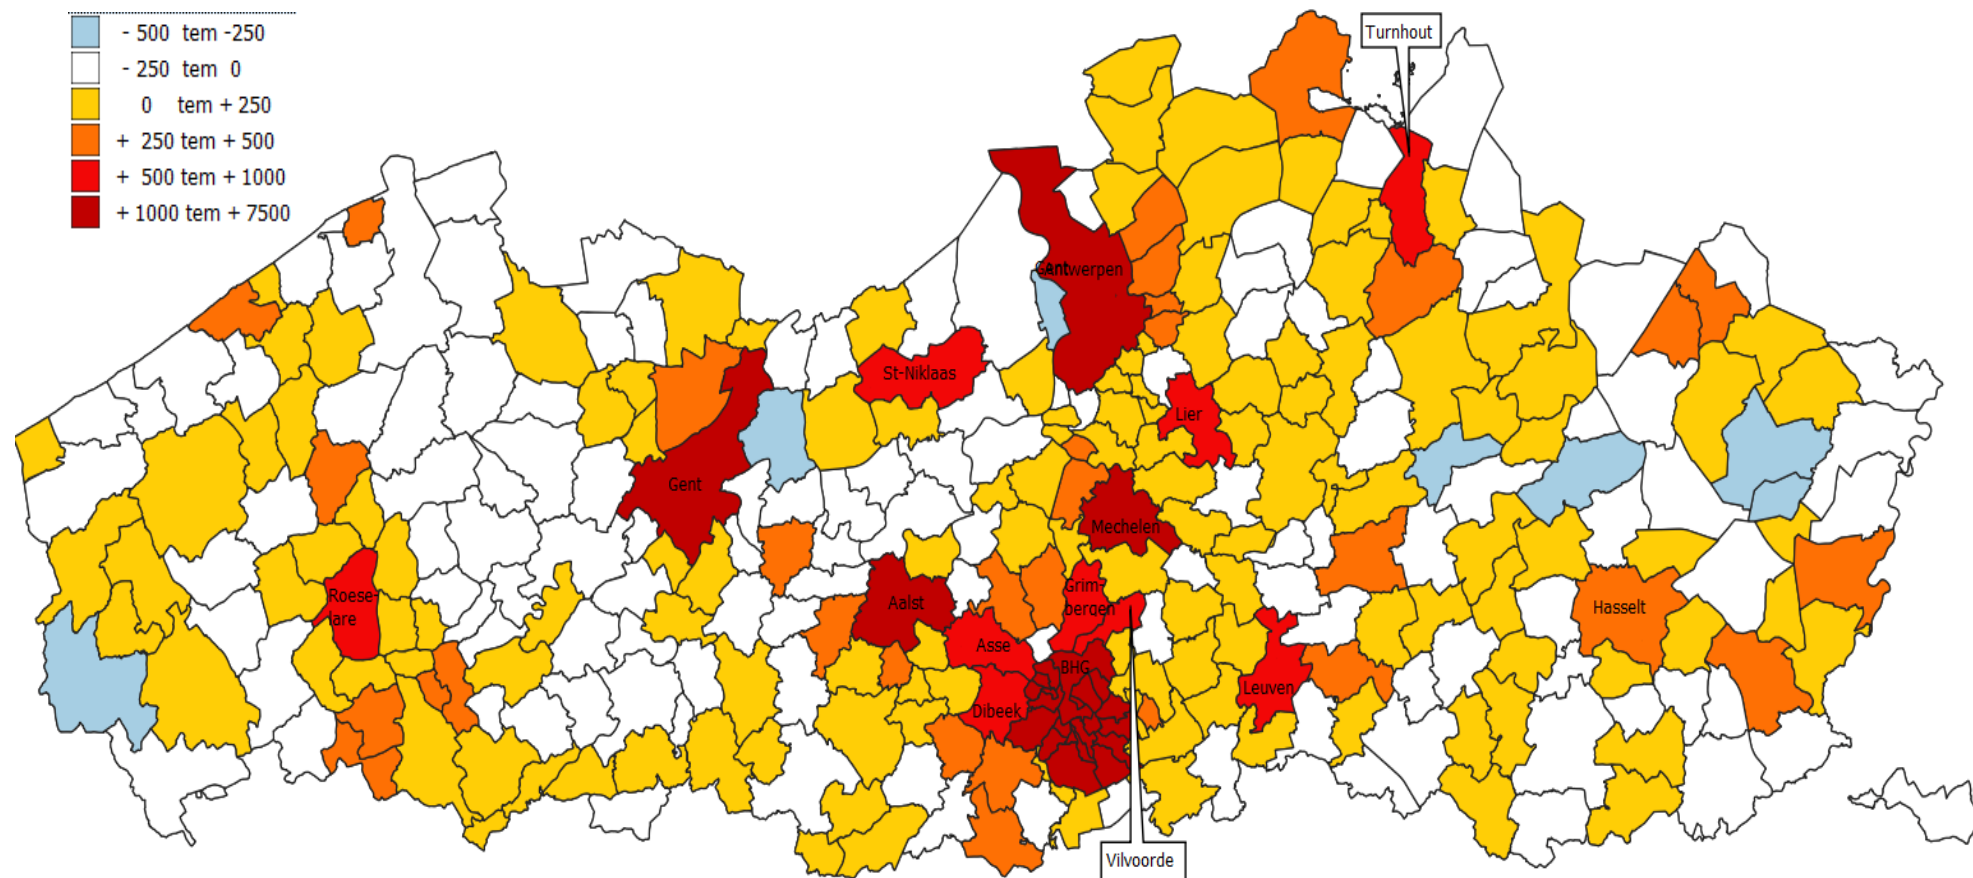 - 500 tem -250
- 250 tem 0
0 tem + 250
+ 250 tem + 500
+ 500 tem + 1000
+ 1000 tem + 7500
Turnhout
Antwerpen
St-Niklaas
Lier
Gent
Mechelen
Roese-
lare
Aalst
Grim-
bergen
Hasselt
Asse
BHG
Leuven
Dibeek
Vilvoorde